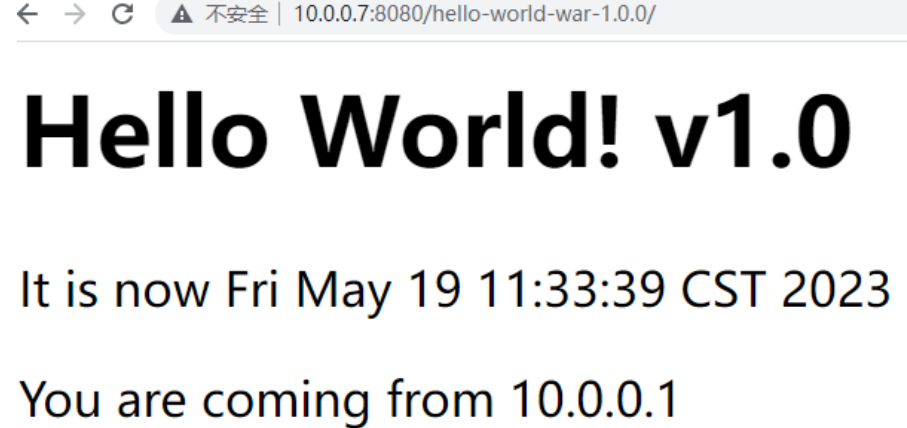 不安全 10.0.0.7:8080/hello-world-war-1.0.0/
Hello World! v1.0
It is now Fri May 19 11:33:39 CST 2023
You are coming from 10.0.0.1